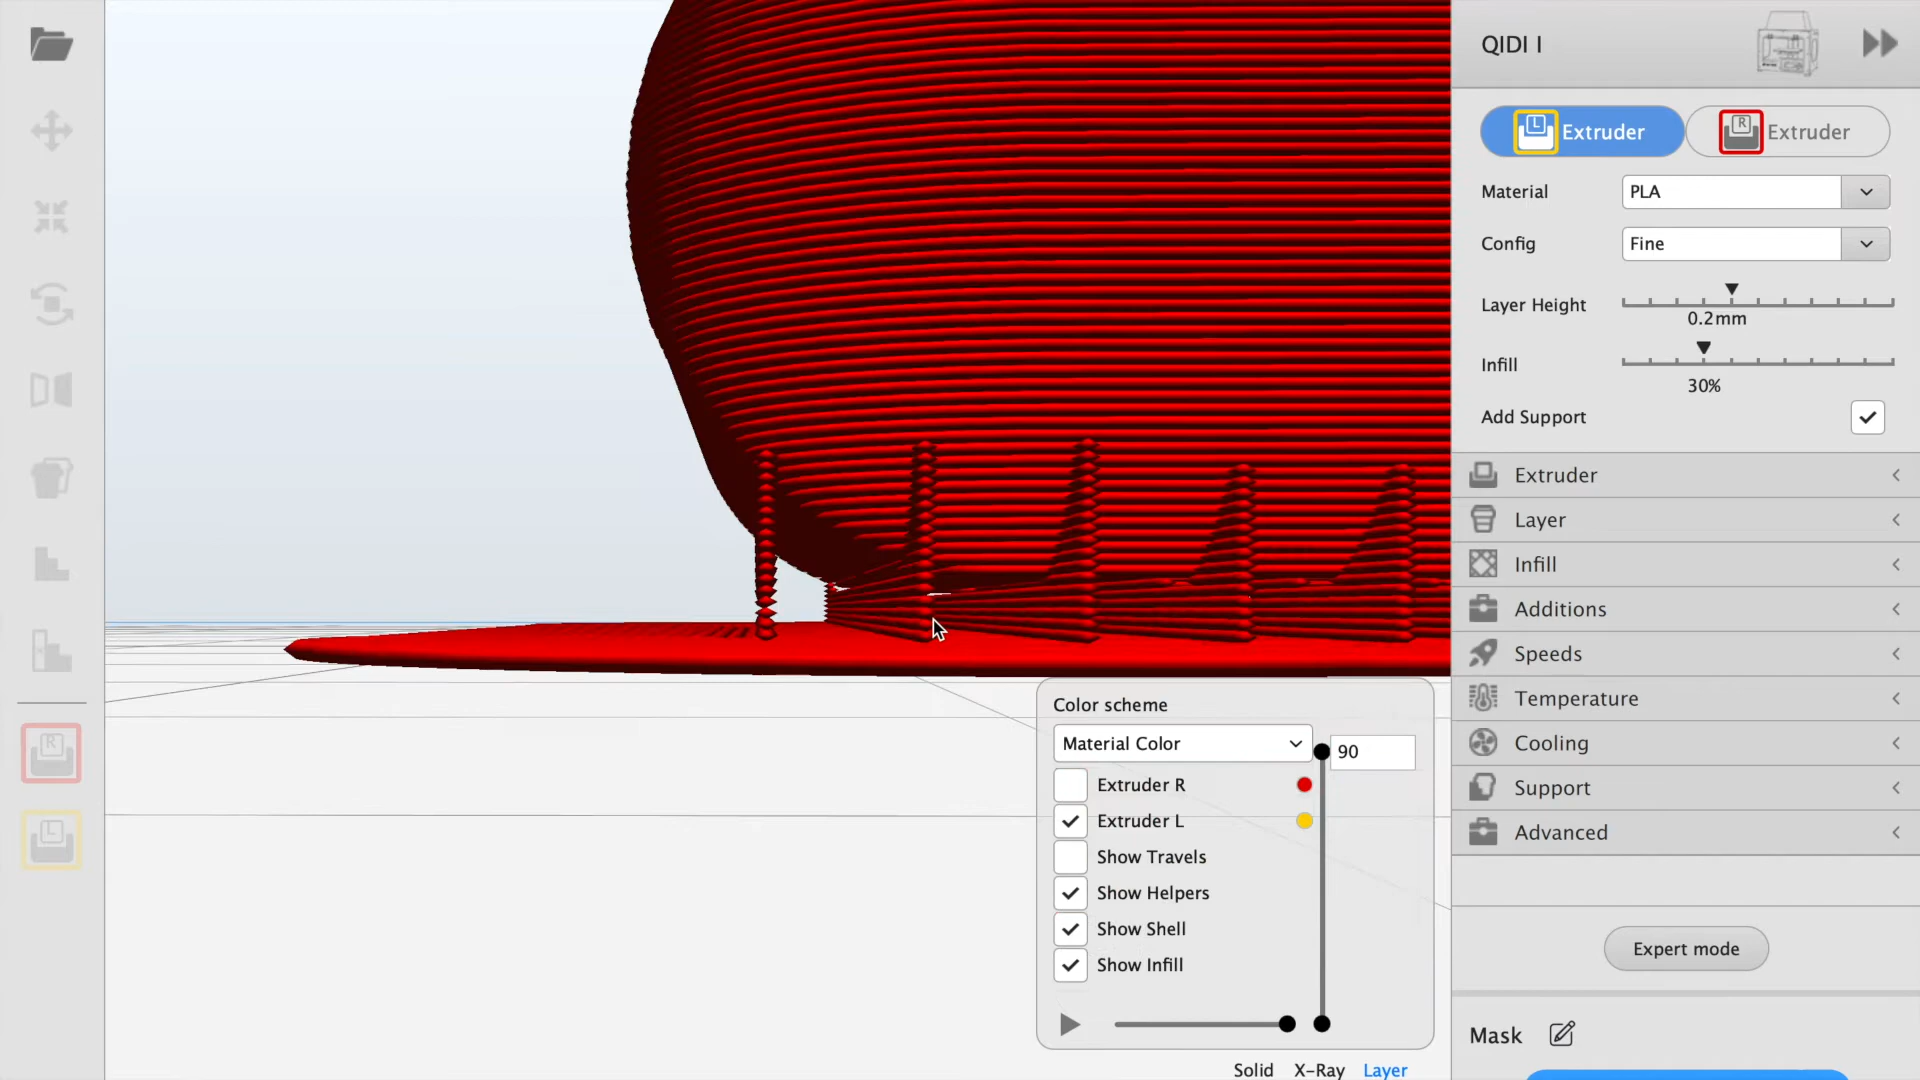 QIDI I
L Extruder
R Extruder
Material PLA
Config Fine
Layer Height
0.2mm
Infill
30%
Add Support
Extruder
Layer
Infill
Additions
Speeds
Temperature
Cooling
Support
Advanced
Expert mode
Mask
R
L
Color scheme
Material Color
90
Extruder R
Extruder L
Show Travels
Show Helpers
Show Shell
Show Infill
Solid X-Ray Layer